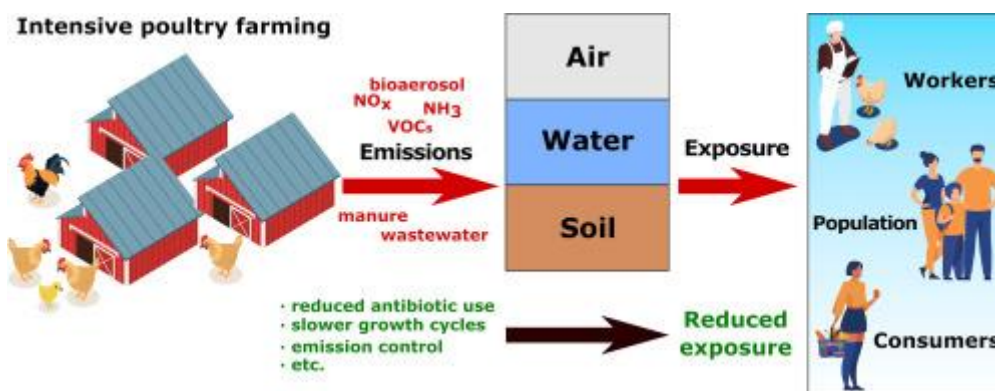 Intensive poultry farming
bioaerosol
NOx NH3
VOCs
Emissions
manure
wastewater
Air
Water
Soil
Exposure
Workers
Population
Consumers
· reduced antibiotic use
· slower growth cycles
· emission control
· etc.
Reduced
exposure